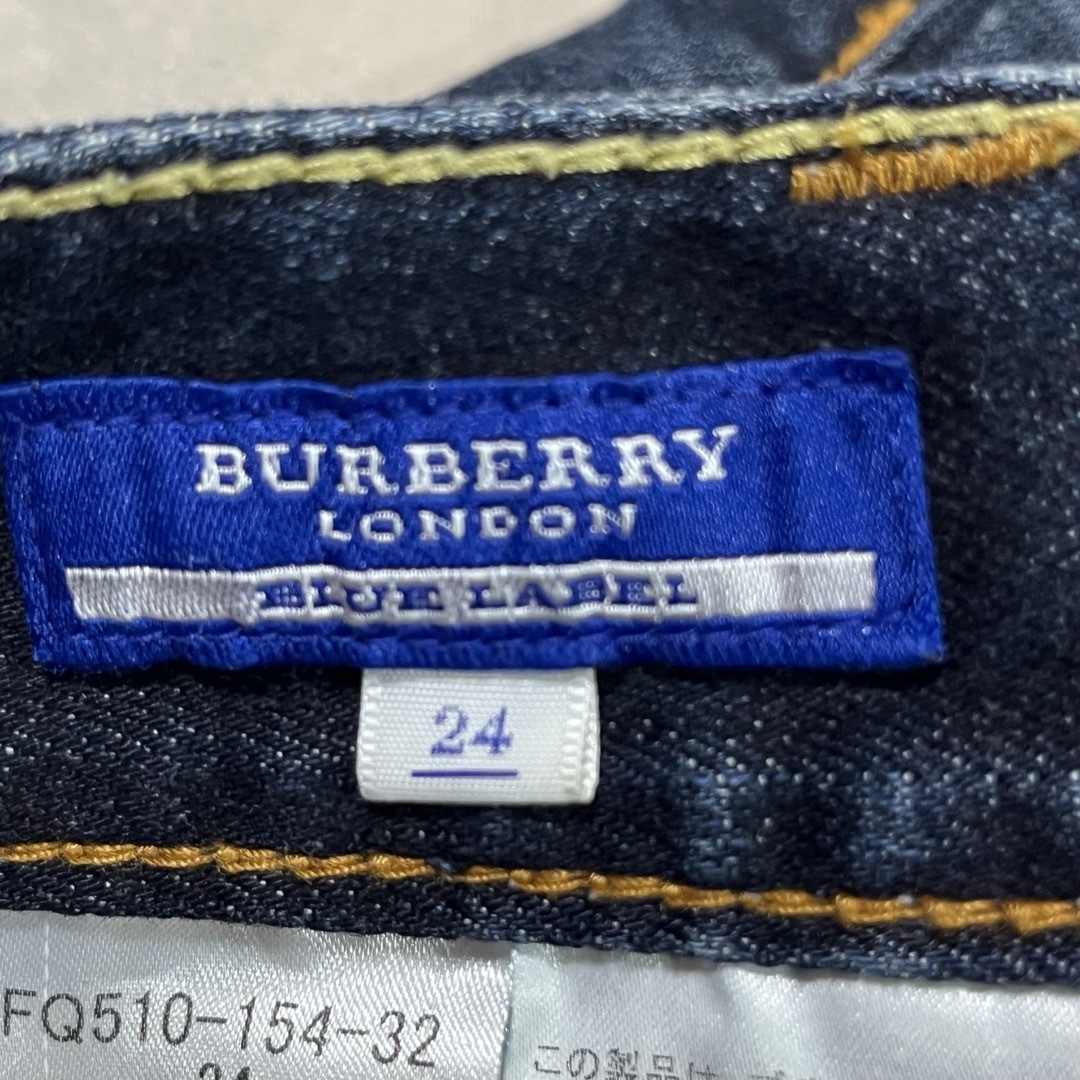 BURBERRY
LONDON
BLUE LABEL
24
FQ510-154-32
この製品は